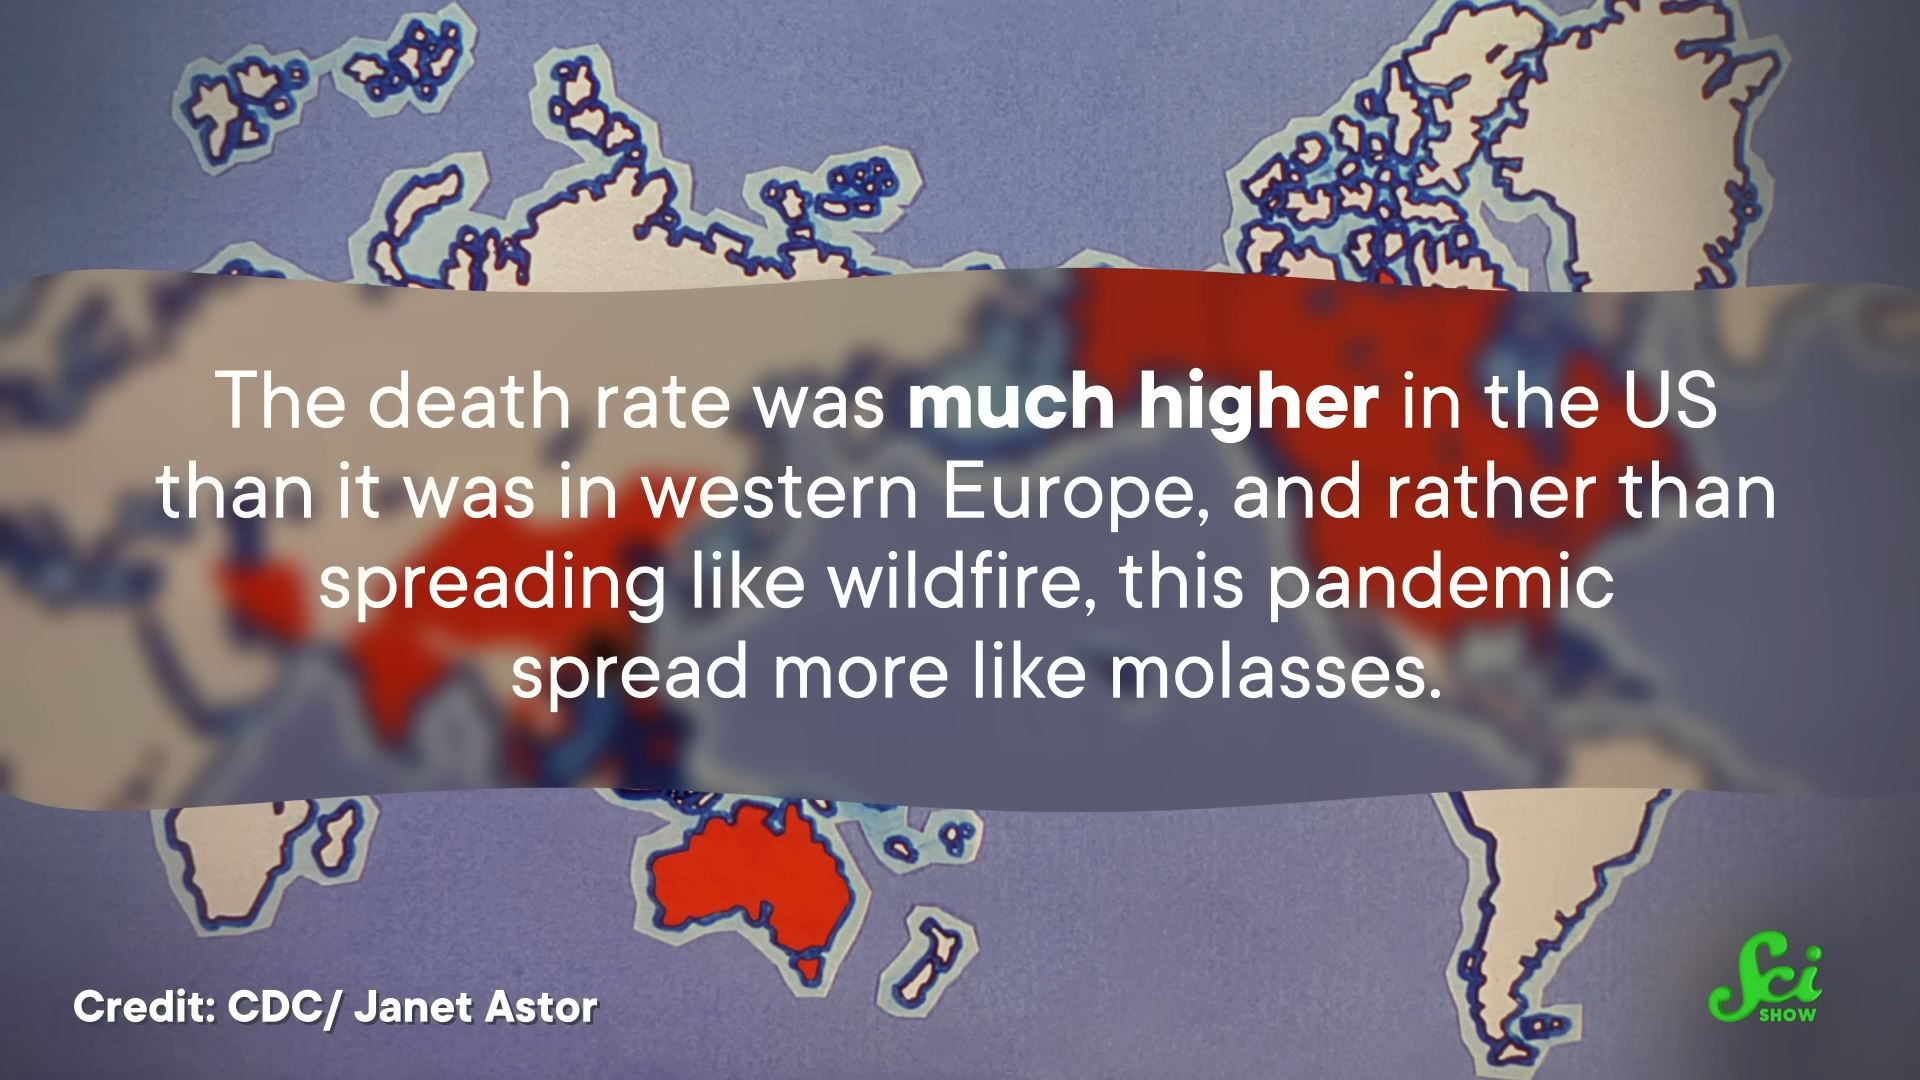 The death rate was much higher in the US
than it was in western Europe, and rather than
spreading like wildfire, this pandemic
spread more like molasses.
Credit: CDC/ Janet Astor
Sci
SHOW